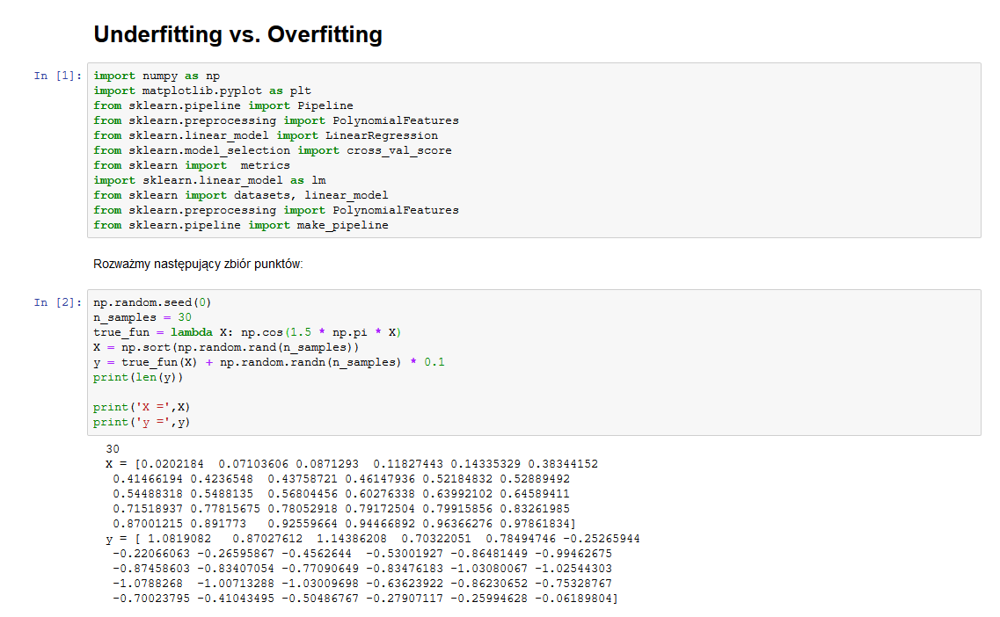 Underfitting vs. Overfitting
In [1]: import numpy as np
import matplotlib.pyplot as plt
from sklearn.pipeline import Pipeline
from sklearn.preprocessing import PolynomialFeatures
from sklearn.linear_model import LinearRegression
from sklearn.model_selection import cross_val_score
from sklearn import  metrics
import sklearn.linear_model as lm
from sklearn import datasets, linear_model
from sklearn.preprocessing import PolynomialFeatures
from sklearn.pipeline import make_pipeline
Rozważmy następujący zbiór punktów:
In [2]: np.random.seed(0)
n_samples = 30
true_fun = lambda X: np.cos(1.5 * np.pi * X)
X = np.sort(np.random.rand(n_samples))
y = true_fun(X) + np.random.randn(n_samples) * 0.1
print(len(y))
print('X =',X)
print('y =',y)
30
X = [0.0202184  0.07103606 0.0871293  0.11827443 0.14335329 0.38344152
0.41466194 0.4236548  0.43758721 0.46147936 0.52184832 0.52889492
0.54488318 0.5488135  0.56804456 0.60276338 0.63992102 0.64589411
0.71518937 0.77815675 0.78052918 0.79172504 0.79915856 0.83261985
0.87001215 0.891773   0.92559664 0.94466892 0.96366276 0.97861834]
y = [ 1.0819082   0.87027612  1.14386208  0.70322051  0.78494746 -0.25265944
-0.22066063 -0.26595867 -0.4562644  -0.53001927 -0.86481449 -0.99462675
-0.87458603 -0.83407054 -0.77090649 -0.83476183 -1.03080067 -1.02544303
-1.0788268  -1.00713288 -1.03009698 -0.63623922 -0.86230652 -0.75328767
-0.70023795 -0.41043495 -0.50486767 -0.27907117 -0.25994628 -0.06189804]